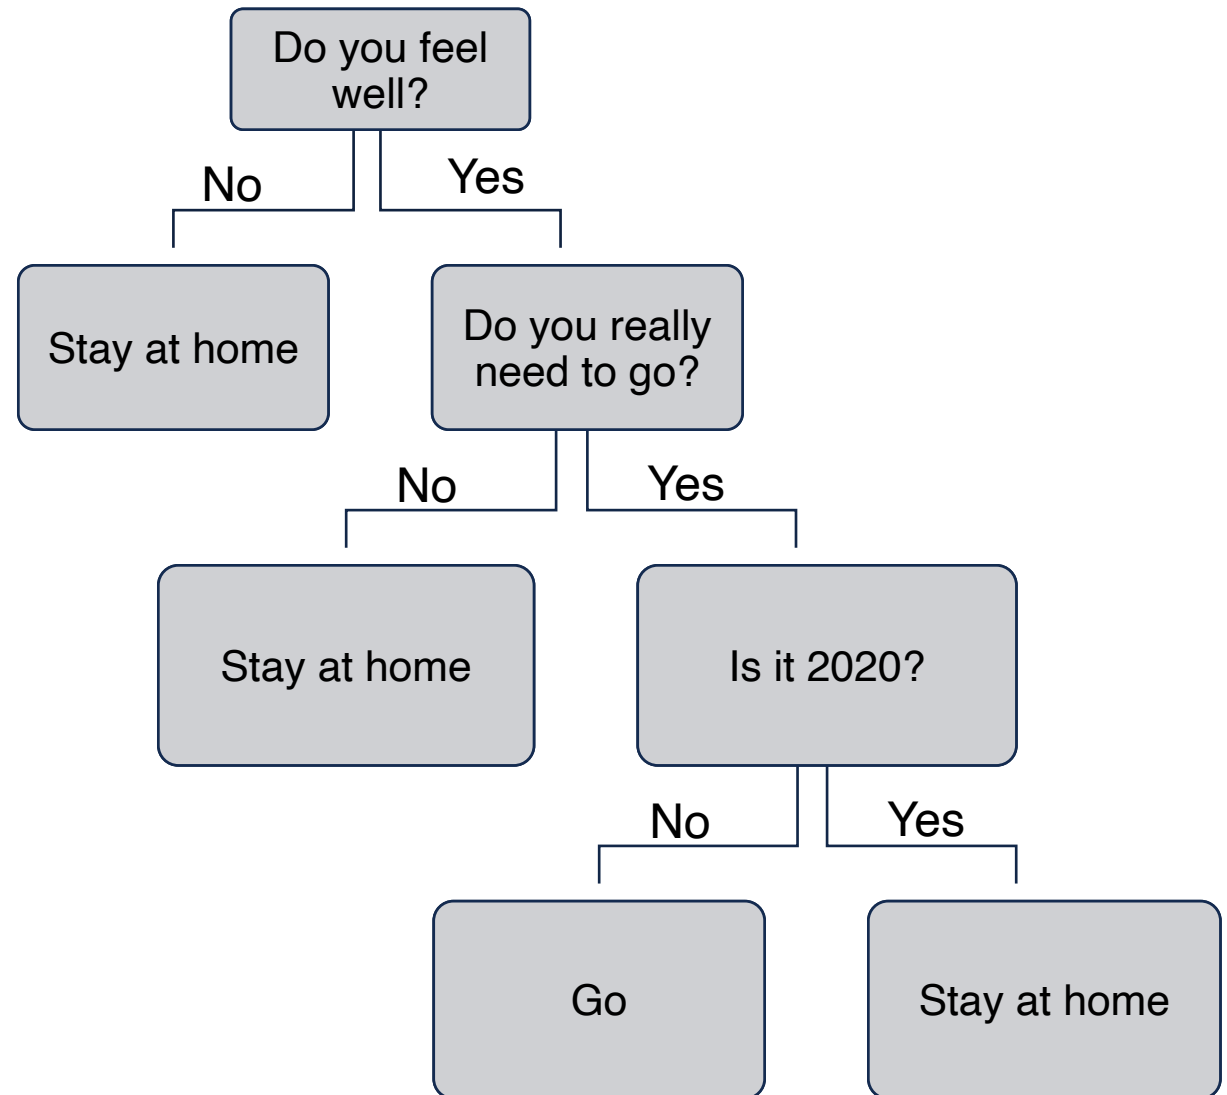 Do you feel
well?
No
Yes
Stay at home
Do you really
need to go?
No
Yes
Stay at home
Is it 2020?
No
Yes
Go
Stay at home